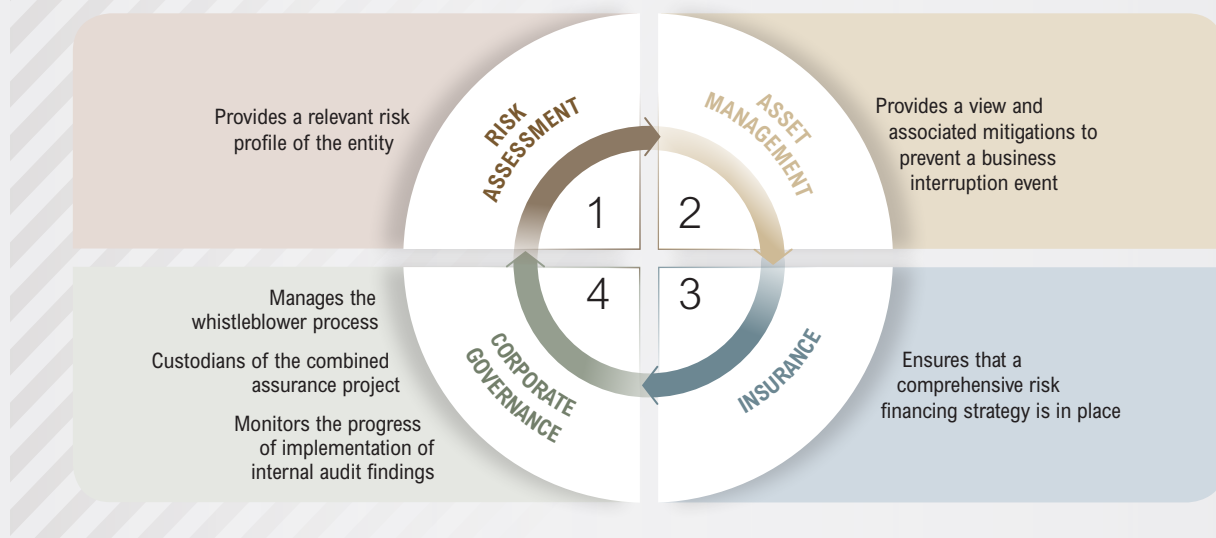 Provides a relevant risk
profile of the entity
RISK
ASSESSMENT
1
ASSET
MANAGEMENT
2
Provides a view and
associated mitigations to
prevent a business
interruption event
Manages the
whistleblower process
Custodians of the combined
assurance project
Monitors the progress
of implementation of
internal audit findings
CORPORATE
GOVERNANCE
4
3
INSURANCE
Ensures that a
comprehensive risk
financing strategy is in place